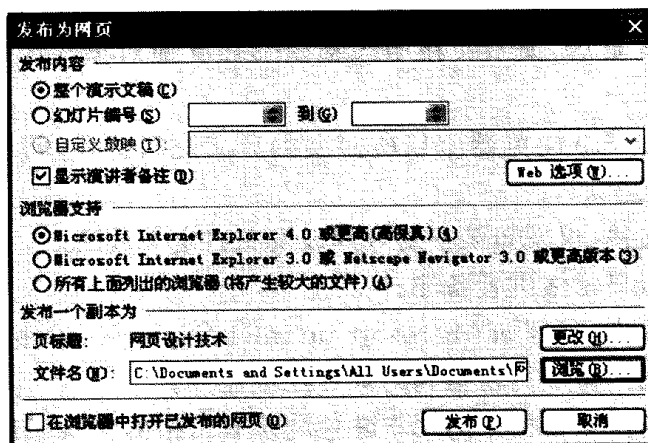 发布为网页
发布内容
整个演示文稿(C)
幻灯片编号(S) 到(G)
自定义放映(I):
显示演讲者备注(D) Web 选项(W)...
浏览器支持
Microsoft Internet Explorer 4.0 或更高(高保真)(4)
Microsoft Internet Explorer 3.0 或 Netscape Navigator 3.0 或更高版本(3)
所有上面列出的浏览器(将产生较大的文件)(A)
发布一个副本为
页标题: 网页设计技术 更改(H)...
文件名(N): C:\Documents and Settings\All Users\Documents\ 浏览(B)...
在浏览器中打开已发布的网页(O) 发布(P) 取消